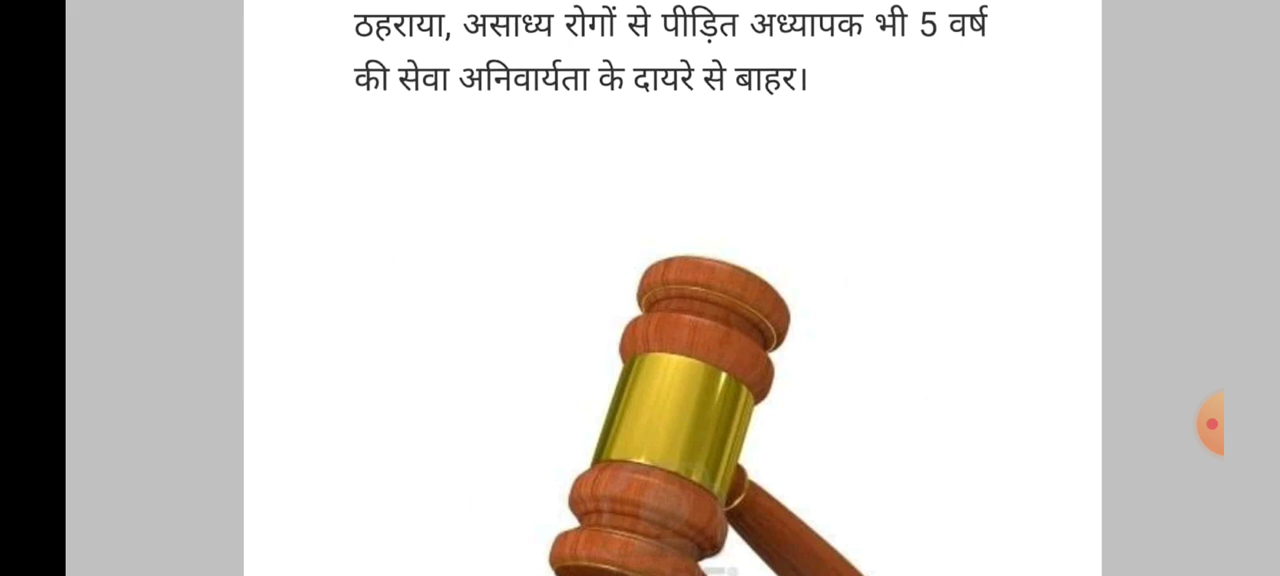 ठहराया, असाध्य रोगों से पीड़ित अध्यापक भी 5 वर्ष
की सेवा अनिवार्यता के दायरे से बाहर।